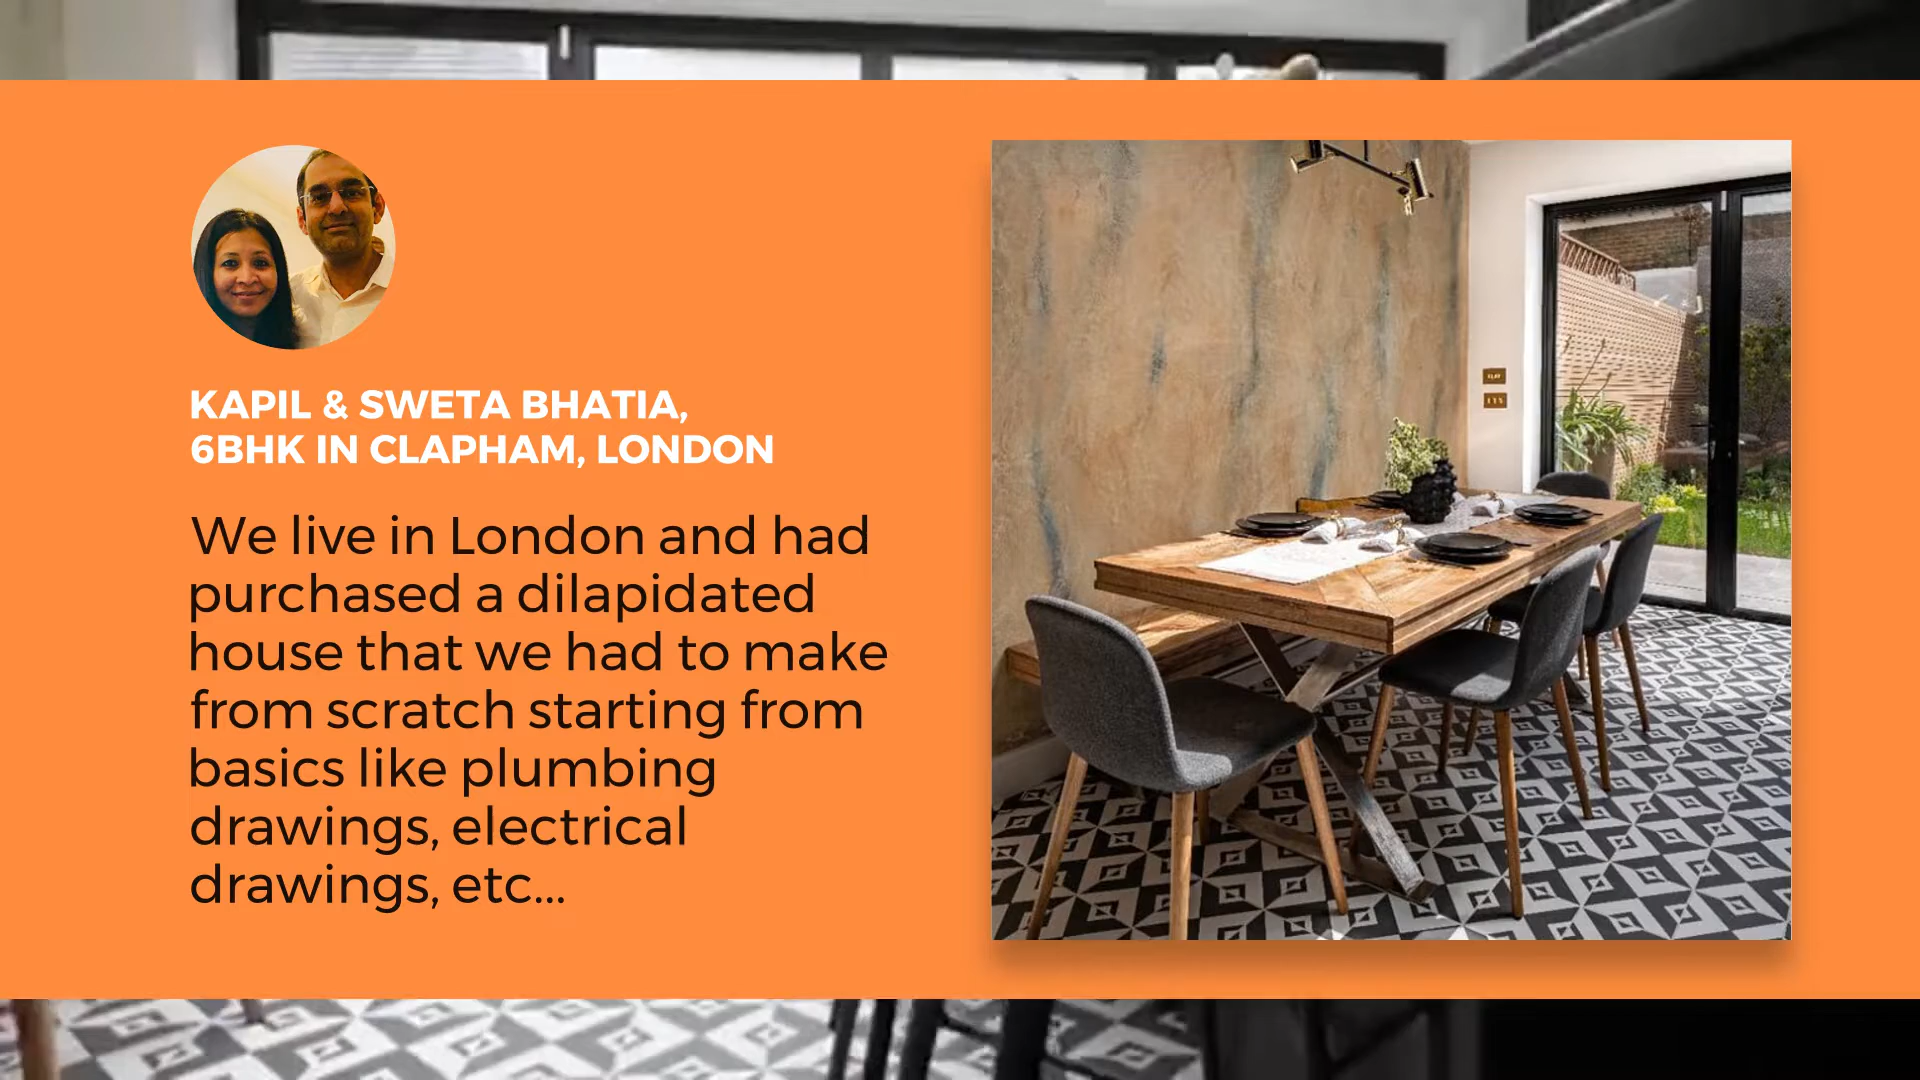 KAPIL & SWETA BHATIA,
6BHK IN CLAPHAM, LONDON
We live in London and had
purchased a dilapidated
house that we had to make
from scratch starting from
basics like plumbing
drawings, electrical
drawings, etc...